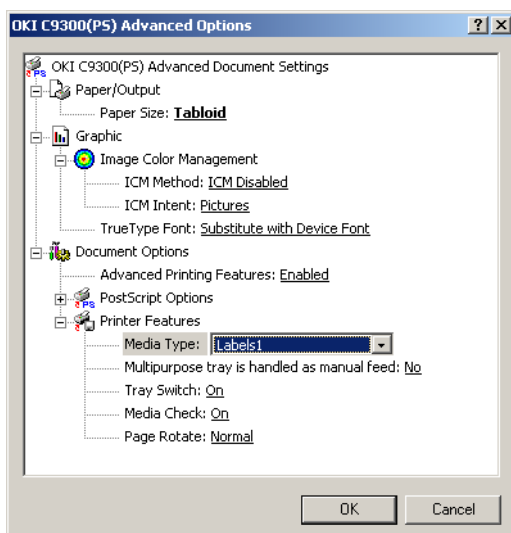 OKI C9300(PS) Advanced Options
OKI C9300(PS) Advanced Document Settings
Paper/Output
Paper Size: Tabloid
Graphic
Image Color Management
ICM Method: ICM Disabled
ICM Intent: Pictures
TrueType Font: Substitute with Device Font
Document Options
Advanced Printing Features: Enabled
PostScript Options
Printer Features
Media Type: Labels1
Multipurpose tray is handled as manual feed: No
Tray Switch: On
Media Check: On
Page Rotate: Normal
OK Cancel